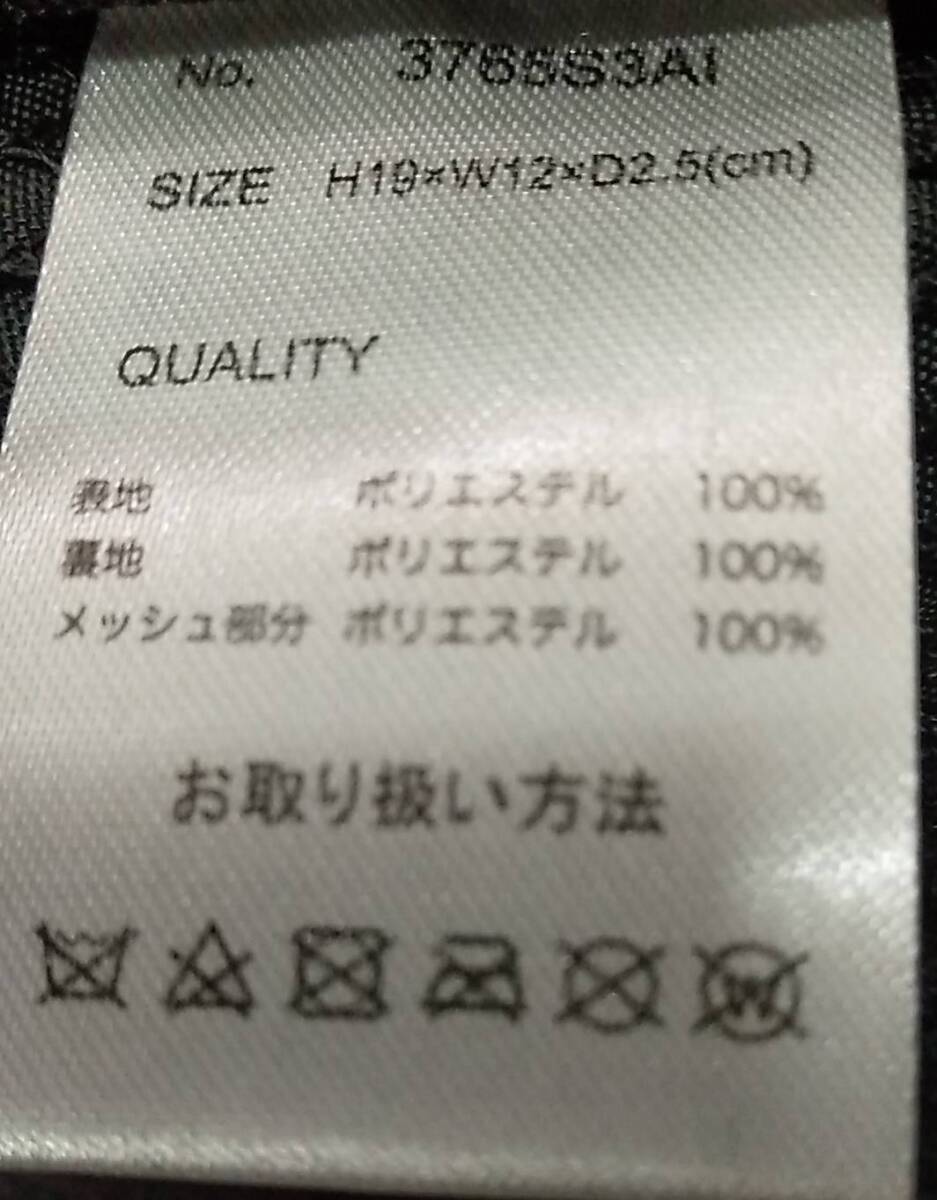 No. 3765S3AI
SIZE H19×W12×D2.5(cm)
QUALITY
表地 ポリエステル 100%
裏地 ポリエステル 100%
メッシュ部分 ポリエステル 100%
お取り扱い方法
W